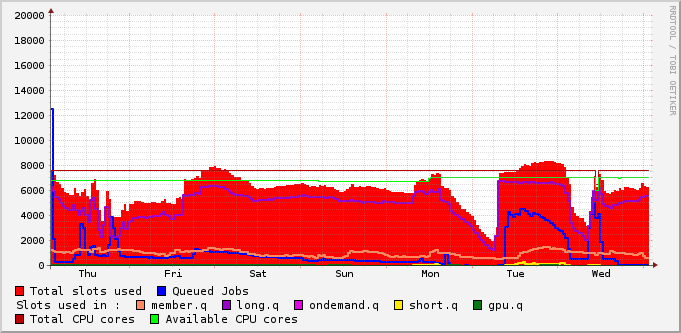 20000
18000
16000
14000
12000
10000
8000
6000
4000
2000
0
Thu Fri Sat Sun Mon Tue Wed
RRDTOOL / TOBI OETIKER
Total slots used Queued Jobs
Slots used in : member.q long.q ondemand.q short.q gpu.q
Total CPU cores Available CPU cores